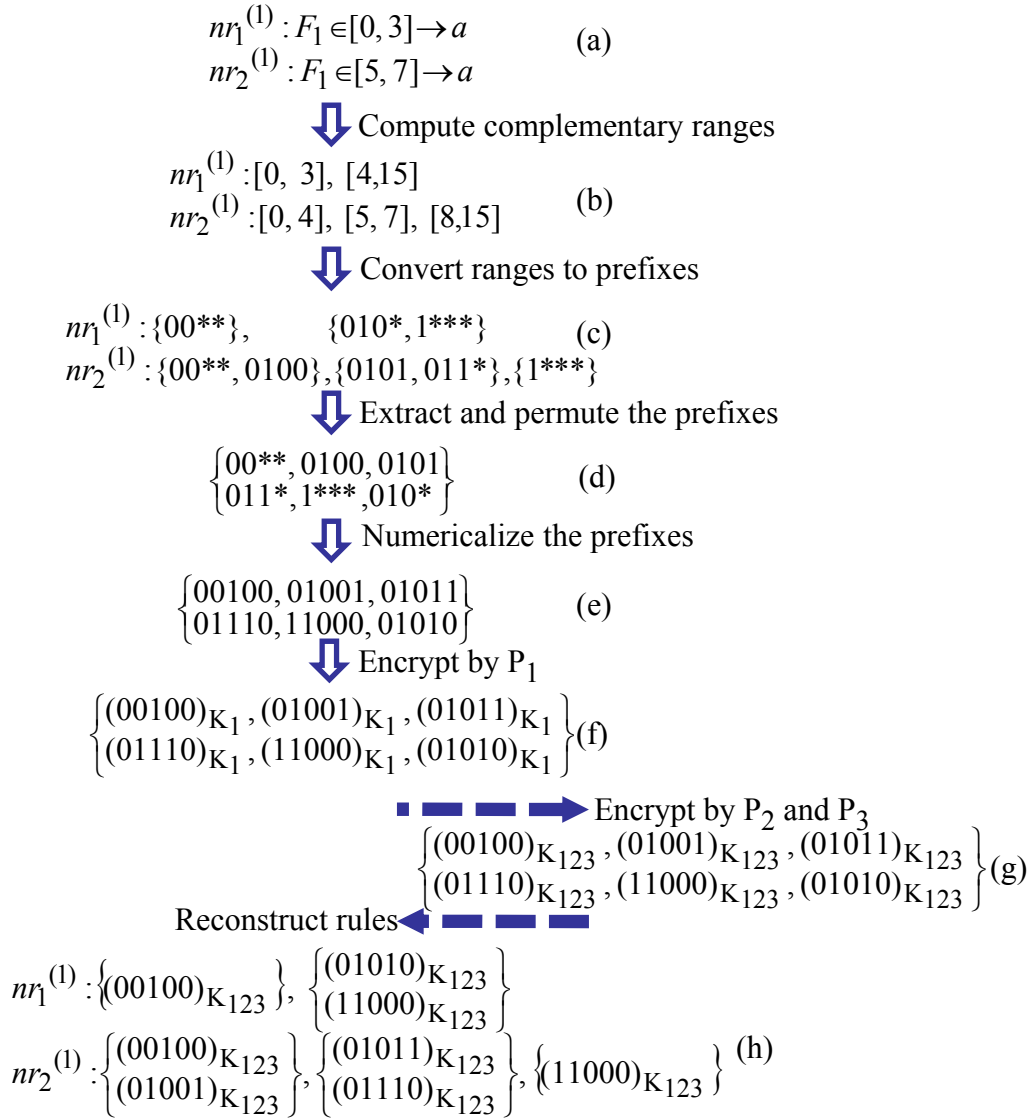 nr₁⁽¹⁾ : F₁ ∈ [0, 3] → a
nr₂⁽¹⁾ : F₁ ∈ [5, 7] → a
(a)
Compute complementary ranges
nr₁⁽¹⁾ :[0, 3], [4,15]
nr₂⁽¹⁾ :[0, 4], [5, 7], [8,15]
(b)
Convert ranges to prefixes
nr₁⁽¹⁾ :{00**}, {010*, 1***}
nr₂⁽¹⁾ :{00**, 0100},{0101, 011*},{1***}
(c)
Extract and permute the prefixes
{00**, 0100, 0101
011*, 1***, 010*}
(d)
Numericalize the prefixes
{00100, 01001, 01011
01110, 11000, 01010}
(e)
Encrypt by P₁
{(00100)K₁, (01001)K₁, (01011)K₁
(01110)K₁, (11000)K₁, (01010)K₁}
(f)
Encrypt by P₂ and P₃
{(00100)K₁₂₃, (01001)K₁₂₃, (01011)K₁₂₃
(01110)K₁₂₃, (11000)K₁₂₃, (01010)K₁₂₃}
(g)
Reconstruct rules
nr₁⁽¹⁾ :{(00100)K₁₂₃}, {(01010)K₁₂₃
(11000)K₁₂₃}
nr₂⁽¹⁾ :{(00100)K₁₂₃
(01001)K₁₂₃}, {(01011)K₁₂₃
(01110)K₁₂₃}, {(11000)K₁₂₃}
(h)